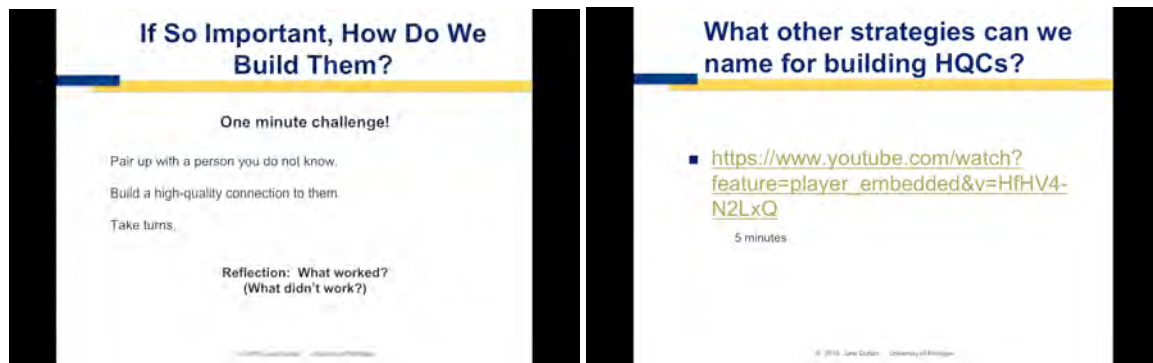 If So Important, How Do We
Build Them?
One minute challenge!
Pair up with a person you do not know.
Build a high-quality connection to them.
Take turns.
Reflection: What worked?
(What didn't work?)
What other strategies can we
name for building HQCs?
https://www.youtube.com/watch?
feature=player_embedded&v=HfHV4-
N2LxQ
5 minutes
University of Michigan